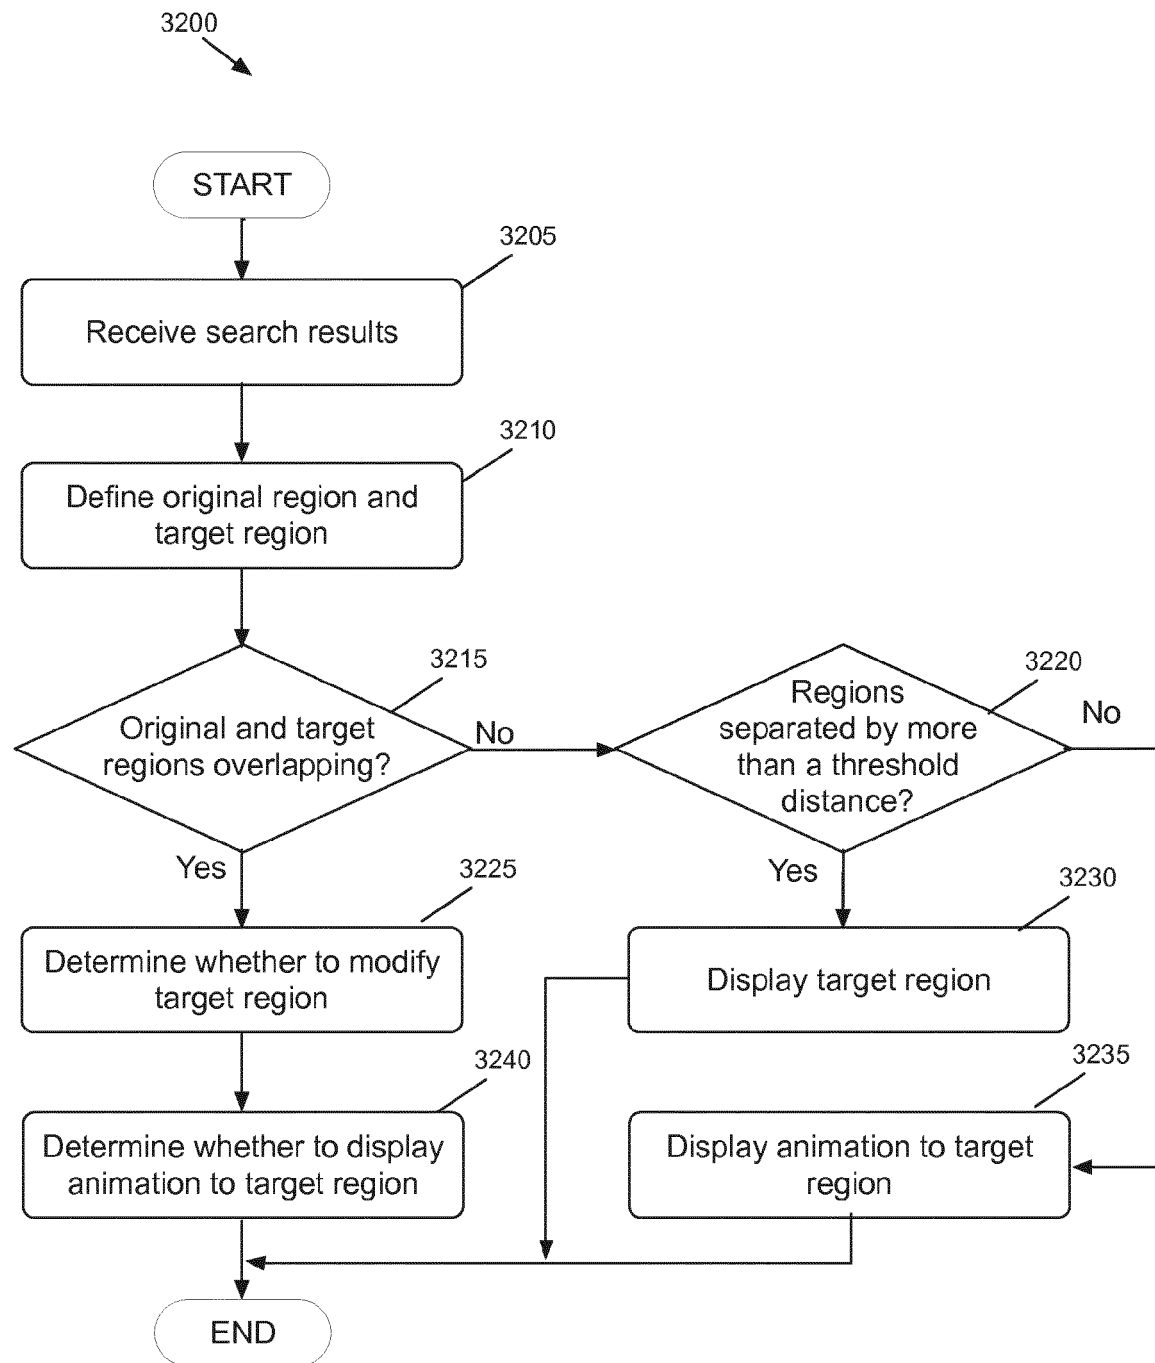 3200
START
3205
Receive search results
3210
Define original region and
target region
3215
Original and target
regions overlapping?
No
3220
Regions
separated by more
than a threshold
distance?
No
Yes
Yes
3225
Determine whether to modify
target region
3230
Display target region
3240
Determine whether to display
animation to target region
3235
Display animation to target
region
END